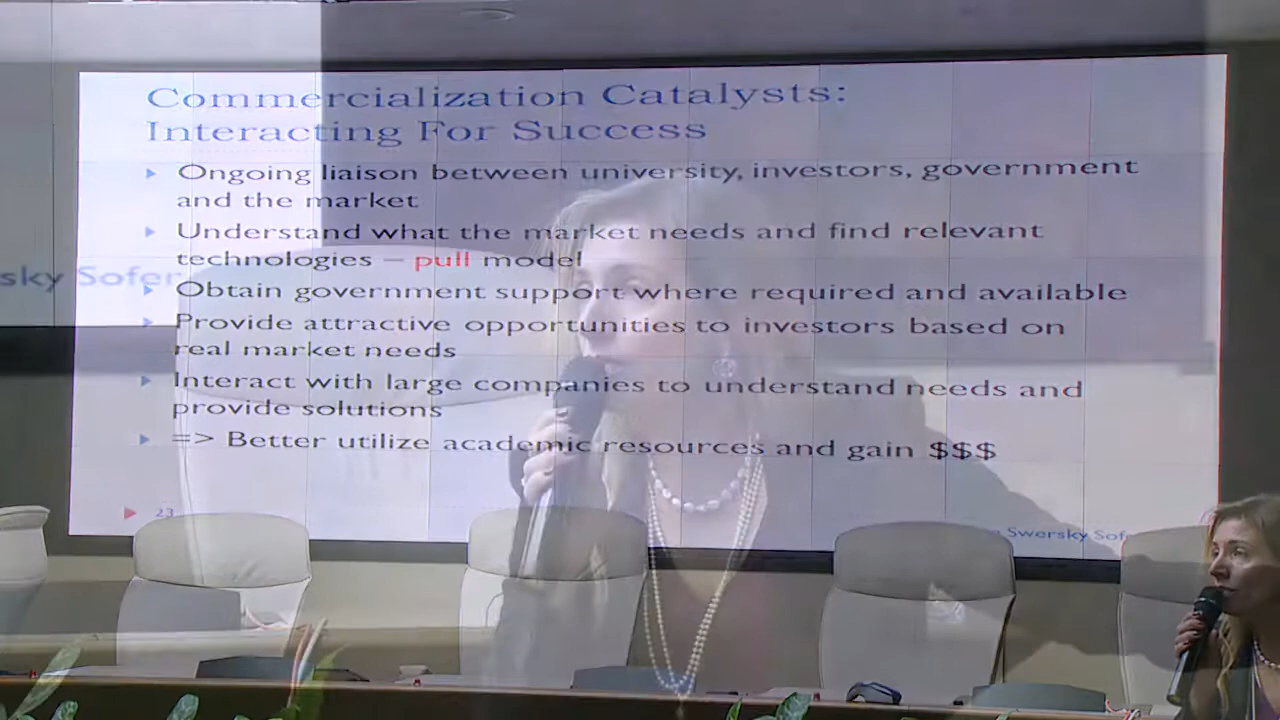 Commercialization Catalysts:
Interacting For Success
Ongoing liaison between university, investors, government
and the market
Understand what the market needs and find relevant
technologies – pull model
sky Sofer
Obtain government support where required and available
Provide attractive opportunities to investors based on
real market needs
Interact with large companies to understand needs and
provide solutions
=> Better utilize academic resources and gain $$$
23
Swersky Sof